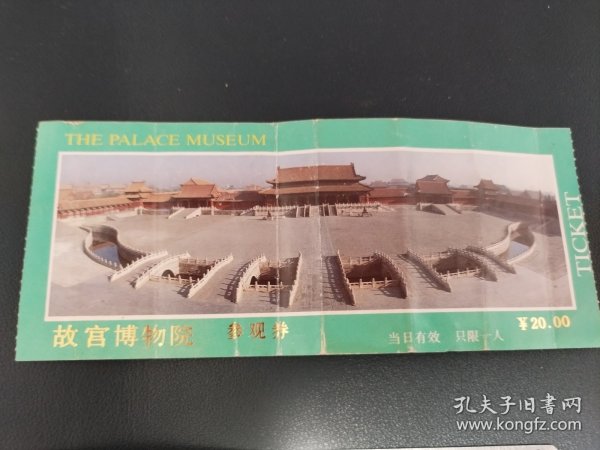 THE PALACE MUSEUM
TICKET
故宫博物院 参观券
当日有效 只限一人
¥20.00
孔夫子旧书网
www.kongfz.com